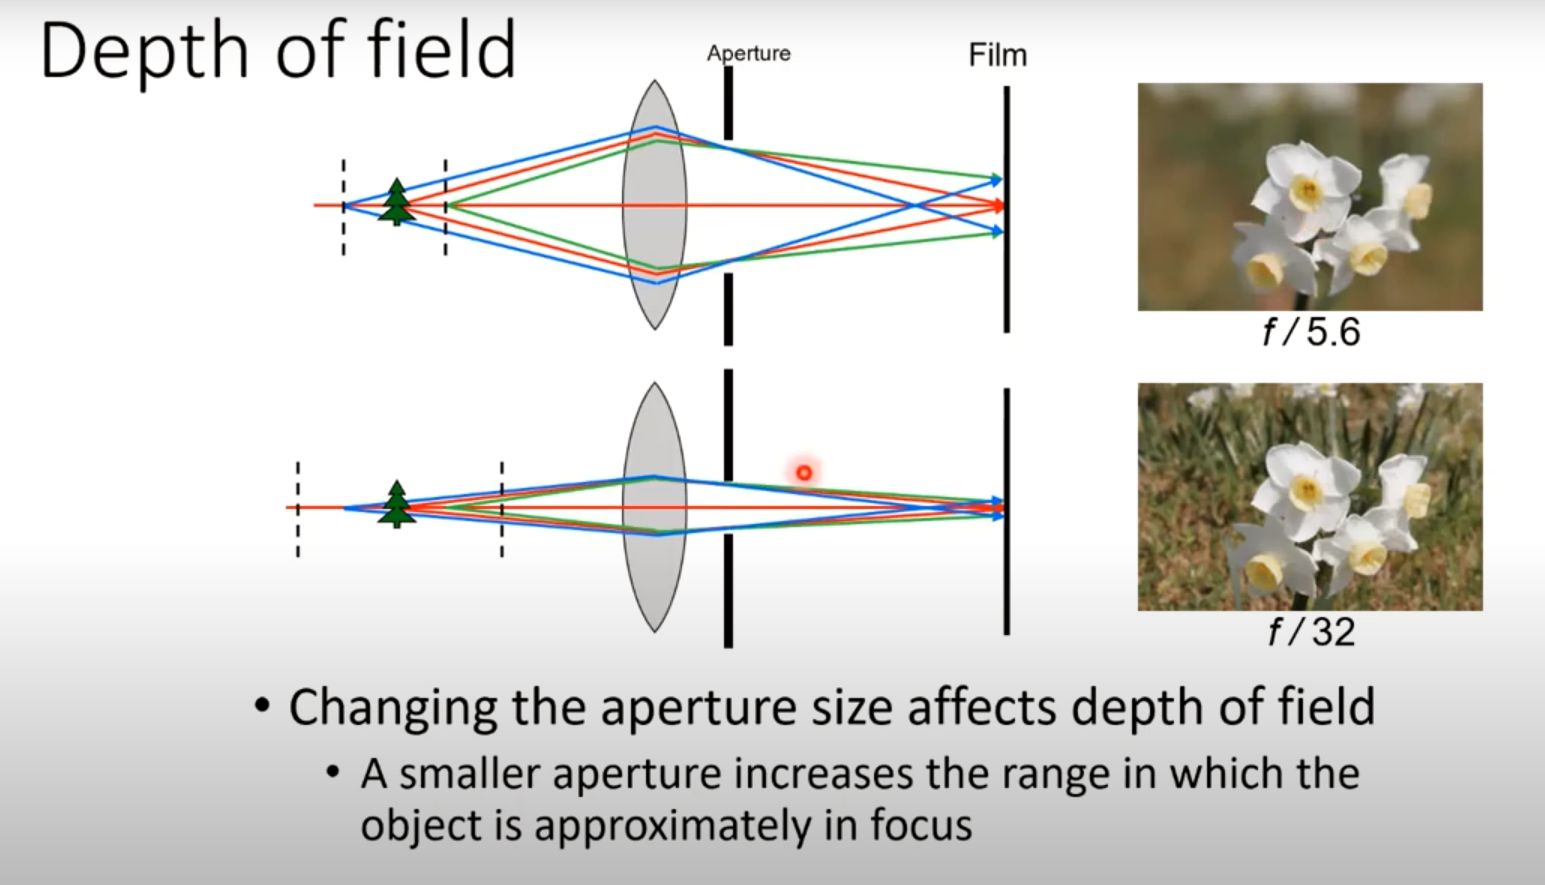 Depth of field
Aperture
Film
f / 5.6
f / 32
• Changing the aperture size affects depth of field
• A smaller aperture increases the range in which the
object is approximately in focus